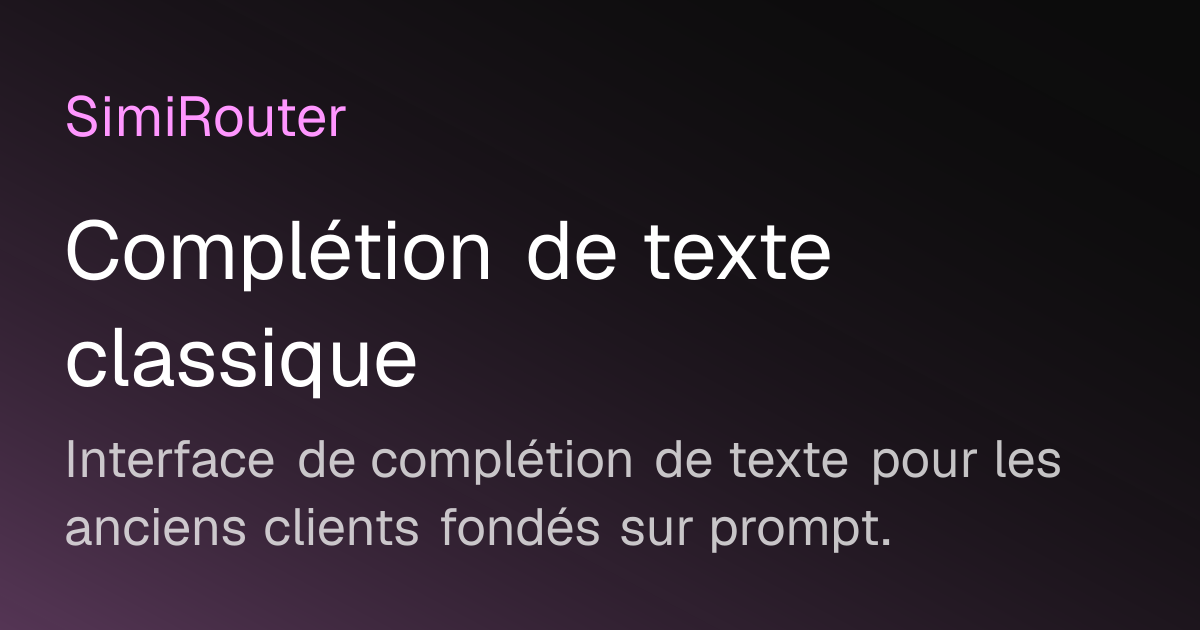 SimiRouter
Complétion de texte
classique
Interface de complétion de texte pour les
anciens clients fondés sur prompt.